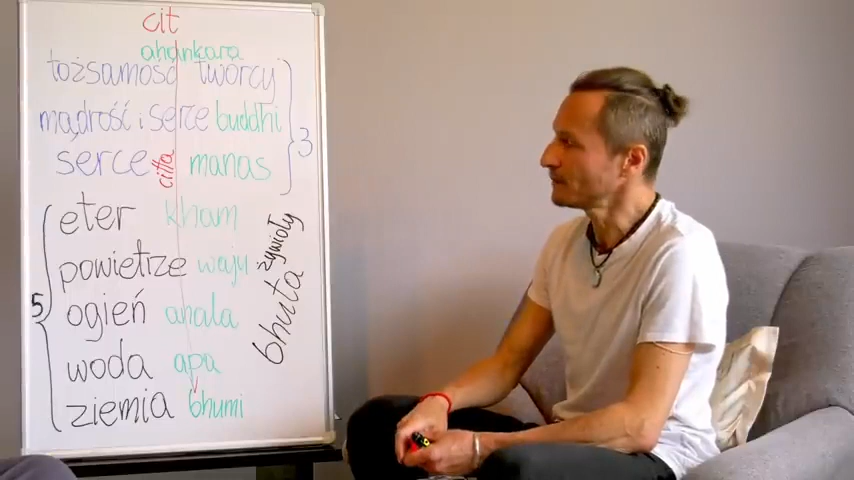 cit
ahankara
tożsamość twórcy
mądrość i serce buddhi
3
serce citta manas
eter kham
powietrze waju
5
ogień anala
woda apa
ziemia bhumi
bhuta żywioły